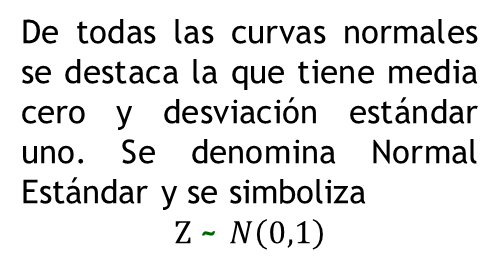 De todas las curvas normales
se destaca la que tiene media
cero y desviación estándar
uno. Se denomina Normal
Estándar y se simboliza
Z ~ N(0,1)